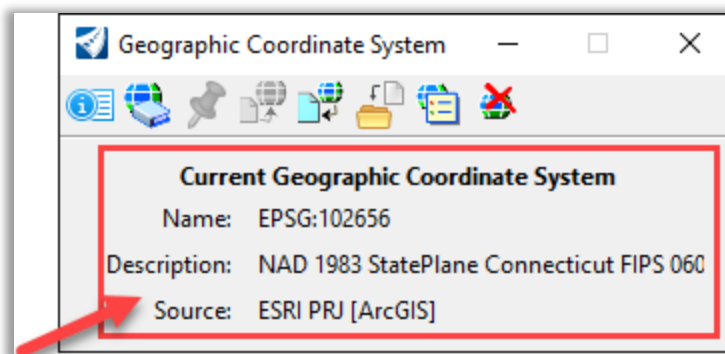 Geographic Coordinate System
Current Geographic Coordinate System
Name: EPSG:102656
Description: NAD 1983 StatePlane Connecticut FIPS 060
Source: ESRI PRJ [ArcGIS]